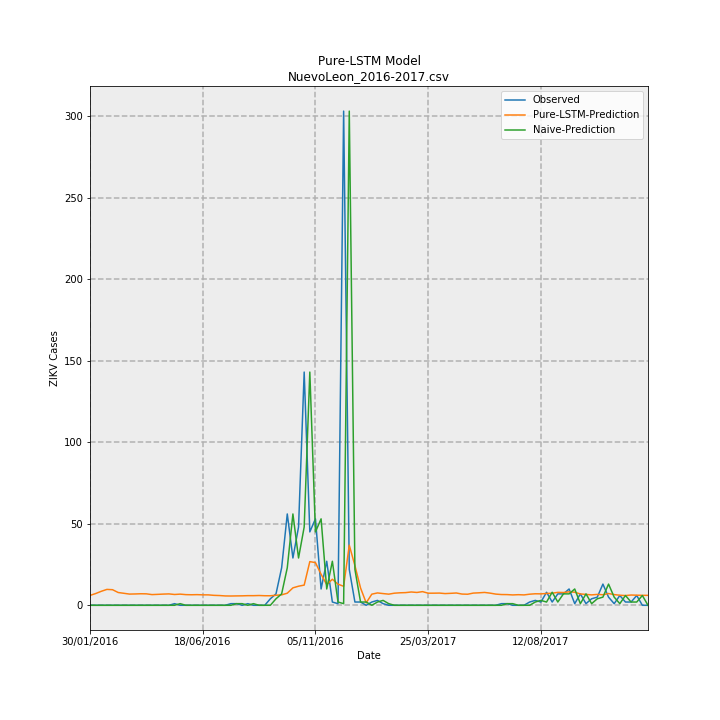 Pure-LSTM Model
NuevoLeon_2016-2017.csv
Observed
Pure-LSTM-Prediction
Naive-Prediction
300
250
200
150
100
50
0
ZIKV Cases
30/01/2016
18/06/2016
05/11/2016
25/03/2017
12/08/2017
Date